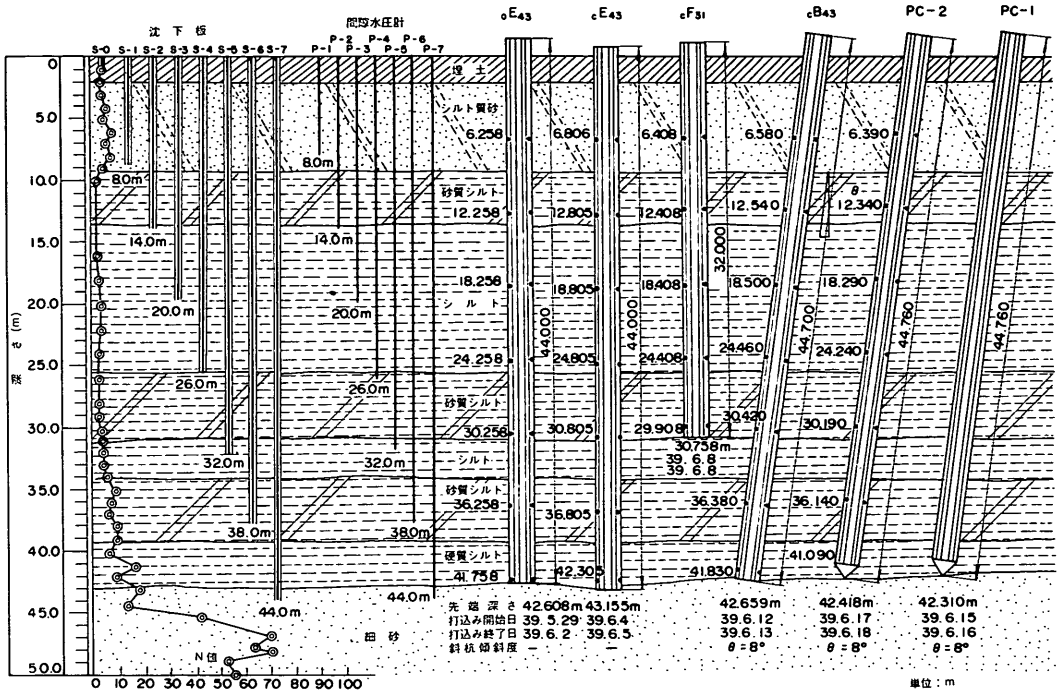 沈下板
間隙水圧計
S-0 S-1 S-2 S-3 S-4 S-5 S-6 S-7
P-1 P-2 P-3 P-4 P-5 P-6 P-7
oE43 cE43 cF51 cB43 PC-2 PC-1
深さ (m)
0
5.0
10.0
15.0
20.0
25.0
30.0
35.0
40.0
45.0
50.0
埋土
シルト質砂
砂質シルト
シルト
砂質シルト
シルト
砂質シルト
硬質シルト
細砂
8.0m
14.0m
20.0m
26.0m
32.0m
38.0m
44.0m
8.0m
14.0m
20.0m
26.0m
32.0m
38.0m
44.0m
6.258 6.806 6.408 6.580 6.390
12.258 12.805 12.408 12.540 12.340
θ
18.258 18.805 18.408 18.500 18.290
24.258 24.805 24.408 24.460 24.240
30.258 30.805 29.908 30.420 30.190
36.258 36.805 36.380 36.140
41.758 42.305 41.830 41.090
44.000 44.000 32.000 44.700 44.760 44.760
30.758m
39.6.8
39.6.8
先端深さ 42.608m 43.155m 42.659m 42.418m 42.310m
打込み開始日 39.5.29 39.6.4 39.6.12 39.6.17 39.6.15
打込み終了日 39.6.2 39.6.5 39.6.13 39.6.18 39.6.16
斜杭傾斜度 — — θ=8° θ=8° θ=8°
N値
0 10 20 30 40 50 60 70 80 90 100
単位:m